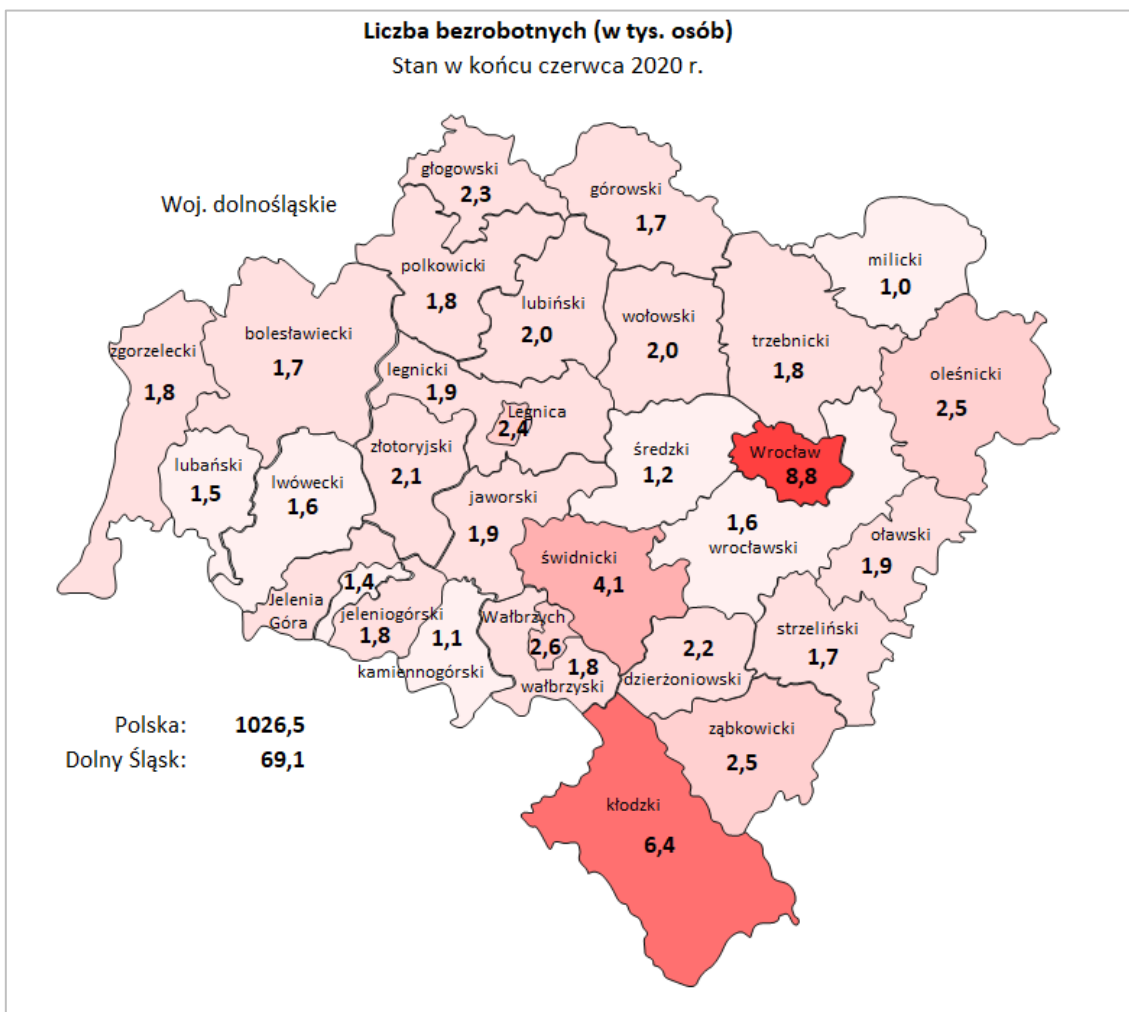 Liczba bezrobotnych (w tys. osób)
Stan w końcu czerwca 2020 r.
Woj. dolnośląskie
głogowski
2,3
górowski
1,7
milicki
1,0
polkowicki
1,8
lubiński
2,0
wołowski
2,0
trzebnicki
1,8
oleśnicki
2,5
zgorzelecki
1,8
bolesławiecki
1,7
legnicki
1,9
Legnica
2,4
złotoryjski
2,1
średzki
1,2
Wrocław
8,8
lubański
1,5
lwówecki
1,6
jaworski
1,9
1,6
wrocławski
oławski
1,9
świdnicki
4,1
Jelenia
Góra
1,4
jeleniogórski
1,8
1,1
kamiennogórski
Wałbrzych
2,6
1,8
wałbrzyski
2,2
dzierżoniowski
strzeliński
1,7
ząbkowicki
2,5
kłodzki
6,4
Polska: 1026,5
Dolny Śląsk: 69,1